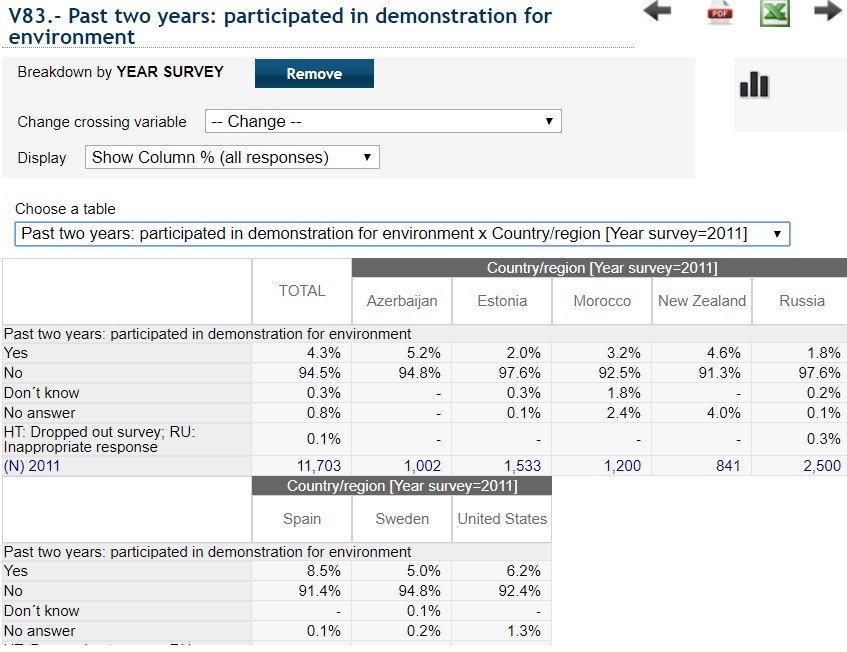 V83.- Past two years: participated in demonstration for
environment
PDF
Breakdown by YEAR SURVEY Remove
Change crossing variable -- Change --
Display Show Column % (all responses)
Choose a table
Past two years: participated in demonstration for environment x Country/region [Year survey=2011]
Country/region [Year survey=2011]
TOTAL Azerbaijan Estonia Morocco New Zealand Russia
Past two years: participated in demonstration for environment
Yes 4.3% 5.2% 2.0% 3.2% 4.6% 1.8%
No 94.5% 94.8% 97.6% 92.5% 91.3% 97.6%
Don´t know 0.3% - 0.3% 1.8% - 0.2%
No answer 0.8% - 0.1% 2.4% 4.0% 0.1%
HT: Dropped out survey; RU:
Inappropriate response 0.1% - - - - 0.3%
(N) 2011 11,703 1,002 1,533 1,200 841 2,500
Country/region [Year survey=2011]
Spain Sweden United States
Past two years: participated in demonstration for environment
Yes 8.5% 5.0% 6.2%
No 91.4% 94.8% 92.4%
Don´t know - 0.1% -
No answer 0.1% 0.2% 1.3%